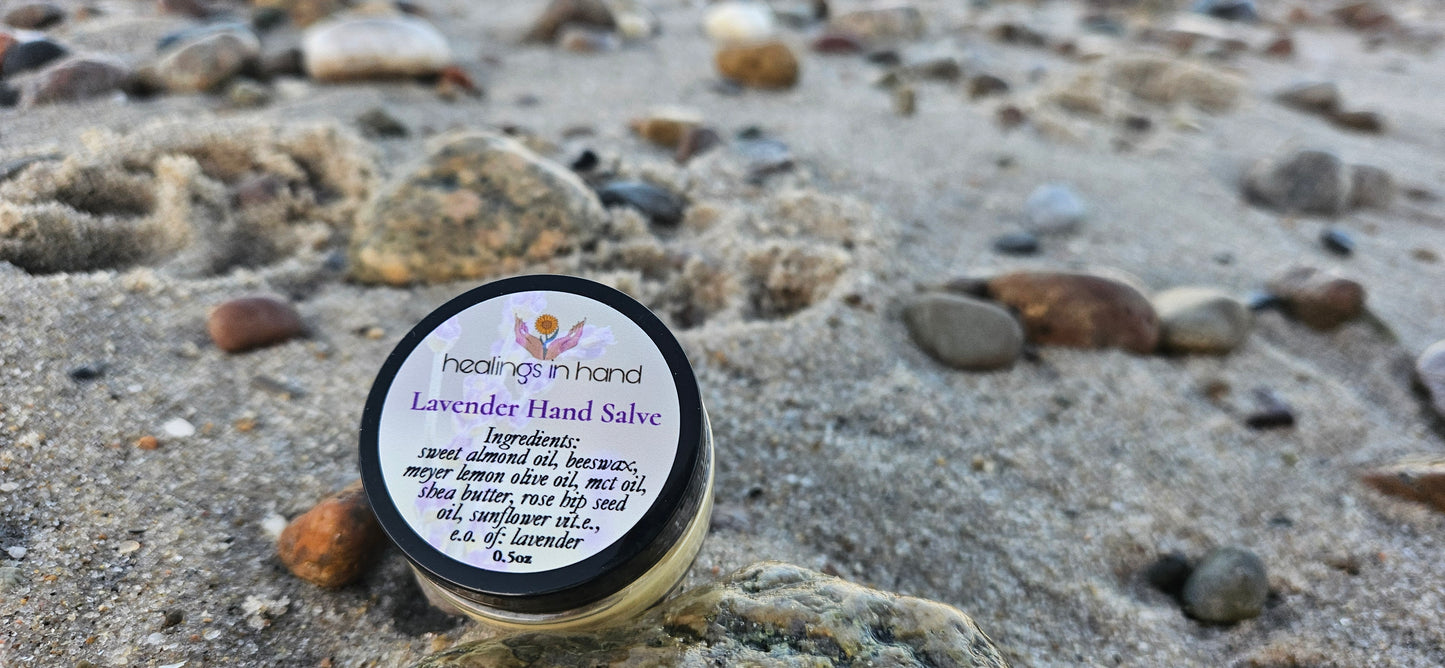 healings in hand
Lavender Hand Salve
Ingredients:
sweet almond oil, beeswax,
meyer lemon olive oil, mct oil,
shea butter, rose hip seed
oil, sunflower vit.e.,
e.o. of: lavender
0.5oz